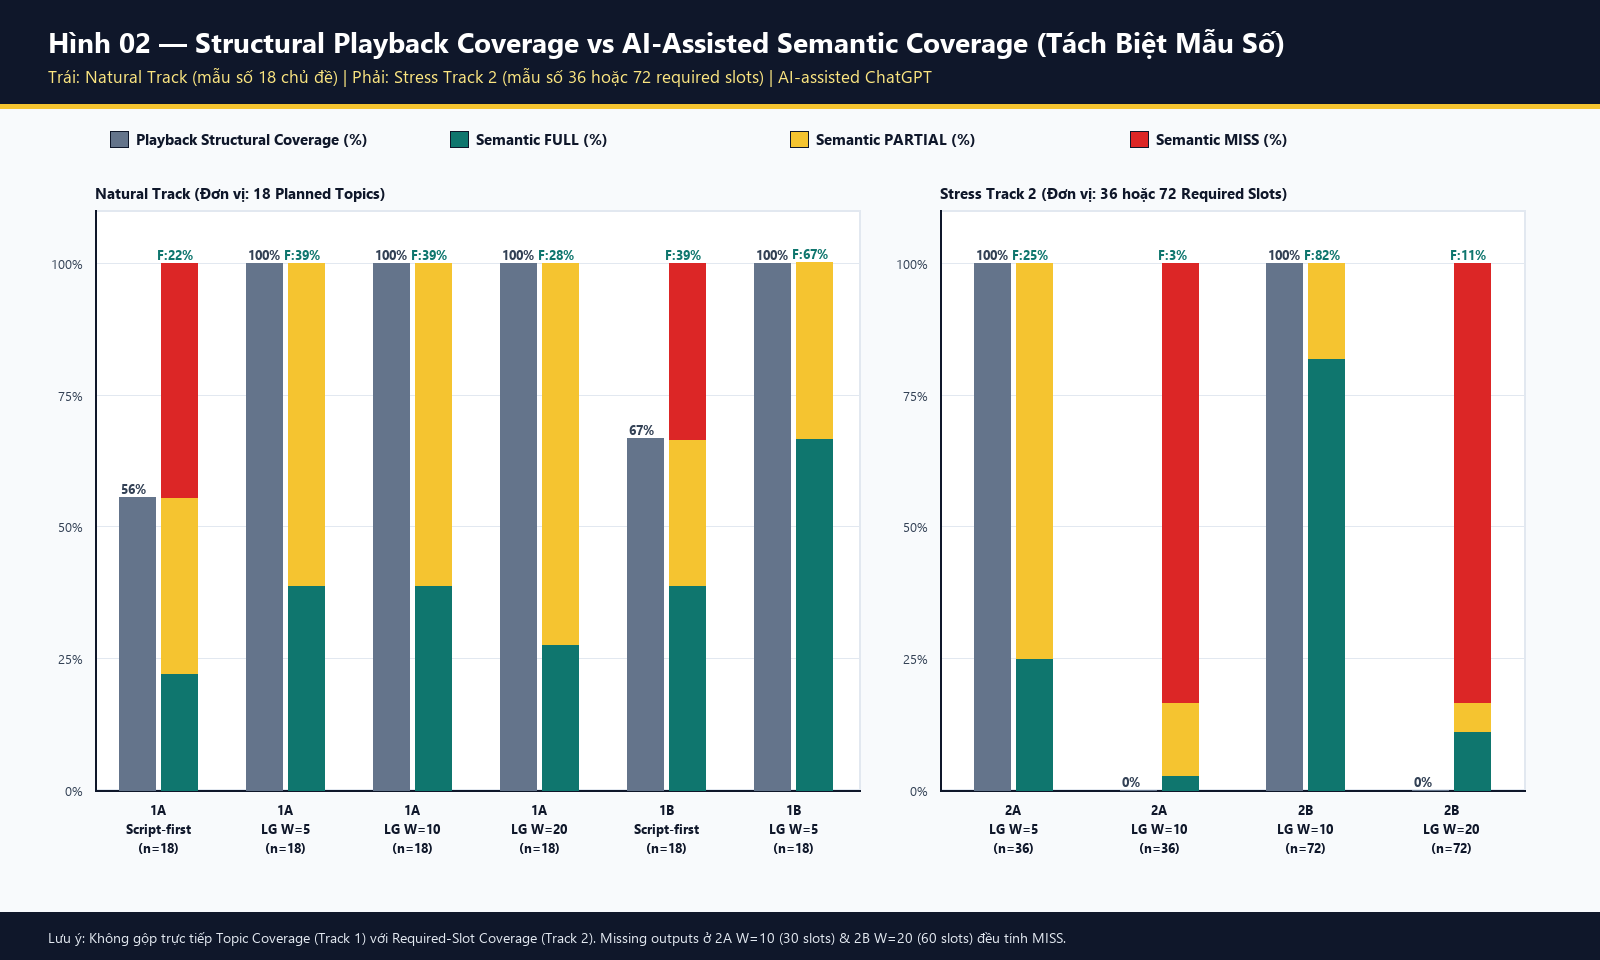 Hình 02 — Structural Playback Coverage vs AI-Assisted Semantic Coverage (Tách Biệt Mẫu Số)
Trái: Natural Track (mẫu số 18 chủ đề) | Phải: Stress Track 2 (mẫu số 36 hoặc 72 required slots) | AI-assisted ChatGPT
Playback Structural Coverage (%)
Semantic FULL (%)
Semantic PARTIAL (%)
Semantic MISS (%)
Natural Track (Đơn vị: 18 Planned Topics)
100%
75%
50%
25%
0%
56%
F:22%
100% F:39%
100% F:39%
100% F:28%
67%
F:39%
100% F:67%
1A
Script-first
(n=18)
1A
LG W=5
(n=18)
1A
LG W=10
(n=18)
1A
LG W=20
(n=18)
1B
Script-first
(n=18)
1B
LG W=5
(n=18)
Stress Track 2 (Đơn vị: 36 hoặc 72 Required Slots)
100%
75%
50%
25%
0%
100% F:25%
0%
F:3%
100% F:82%
0%
F:11%
2A
LG W=5
(n=36)
2A
LG W=10
(n=36)
2B
LG W=10
(n=72)
2B
LG W=20
(n=72)
Lưu ý: Không gộp trực tiếp Topic Coverage (Track 1) với Required-Slot Coverage (Track 2). Missing outputs ở 2A W=10 (30 slots) & 2B W=20 (60 slots) đều tính MISS.